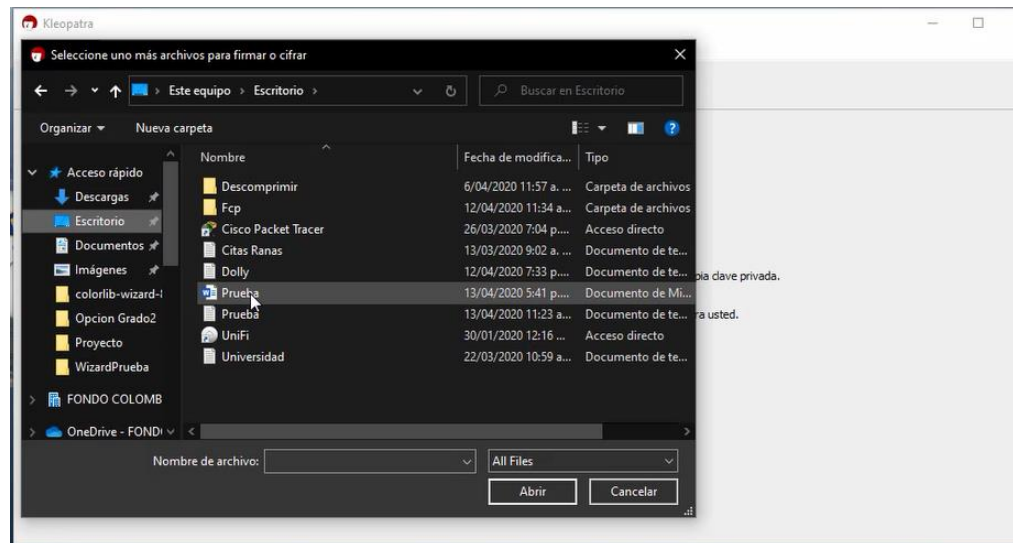 Kleopatra
Seleccione uno más archivos para firmar o cifrar
Este equipo > Escritorio >
Buscar en Escritorio
Organizar
Nueva carpeta
Nombre
Fecha de modifica...
Tipo
Acceso rápido
Descargas
Escritorio
Documentos
Imágenes
colorlib-wizard-
Opcion Grado2
Proyecto
WizardPrueba
FONDO COLOMB
OneDrive - FOND
Descomprimir 6/04/2020 11:57 a. ... Carpeta de archivos
Fcp 12/04/2020 11:34 a... Carpeta de archivos
Cisco Packet Tracer 26/03/2020 7:04 p.... Acceso directo
Citas Ranas 13/03/2020 9:02 a. ... Documento de te...
Dolly 12/04/2020 7:33 p.... Documento de te...
Prueba 13/04/2020 5:41 p.... Documento de Mi...
Prueba 13/04/2020 11:23 a... Documento de te...
UniFi 30/01/2020 12:16 ... Acceso directo
Universidad 22/03/2020 10:59 a... Documento de te...
clave privada.
usted.
Nombre de archivo:
All Files
Abrir
Cancelar